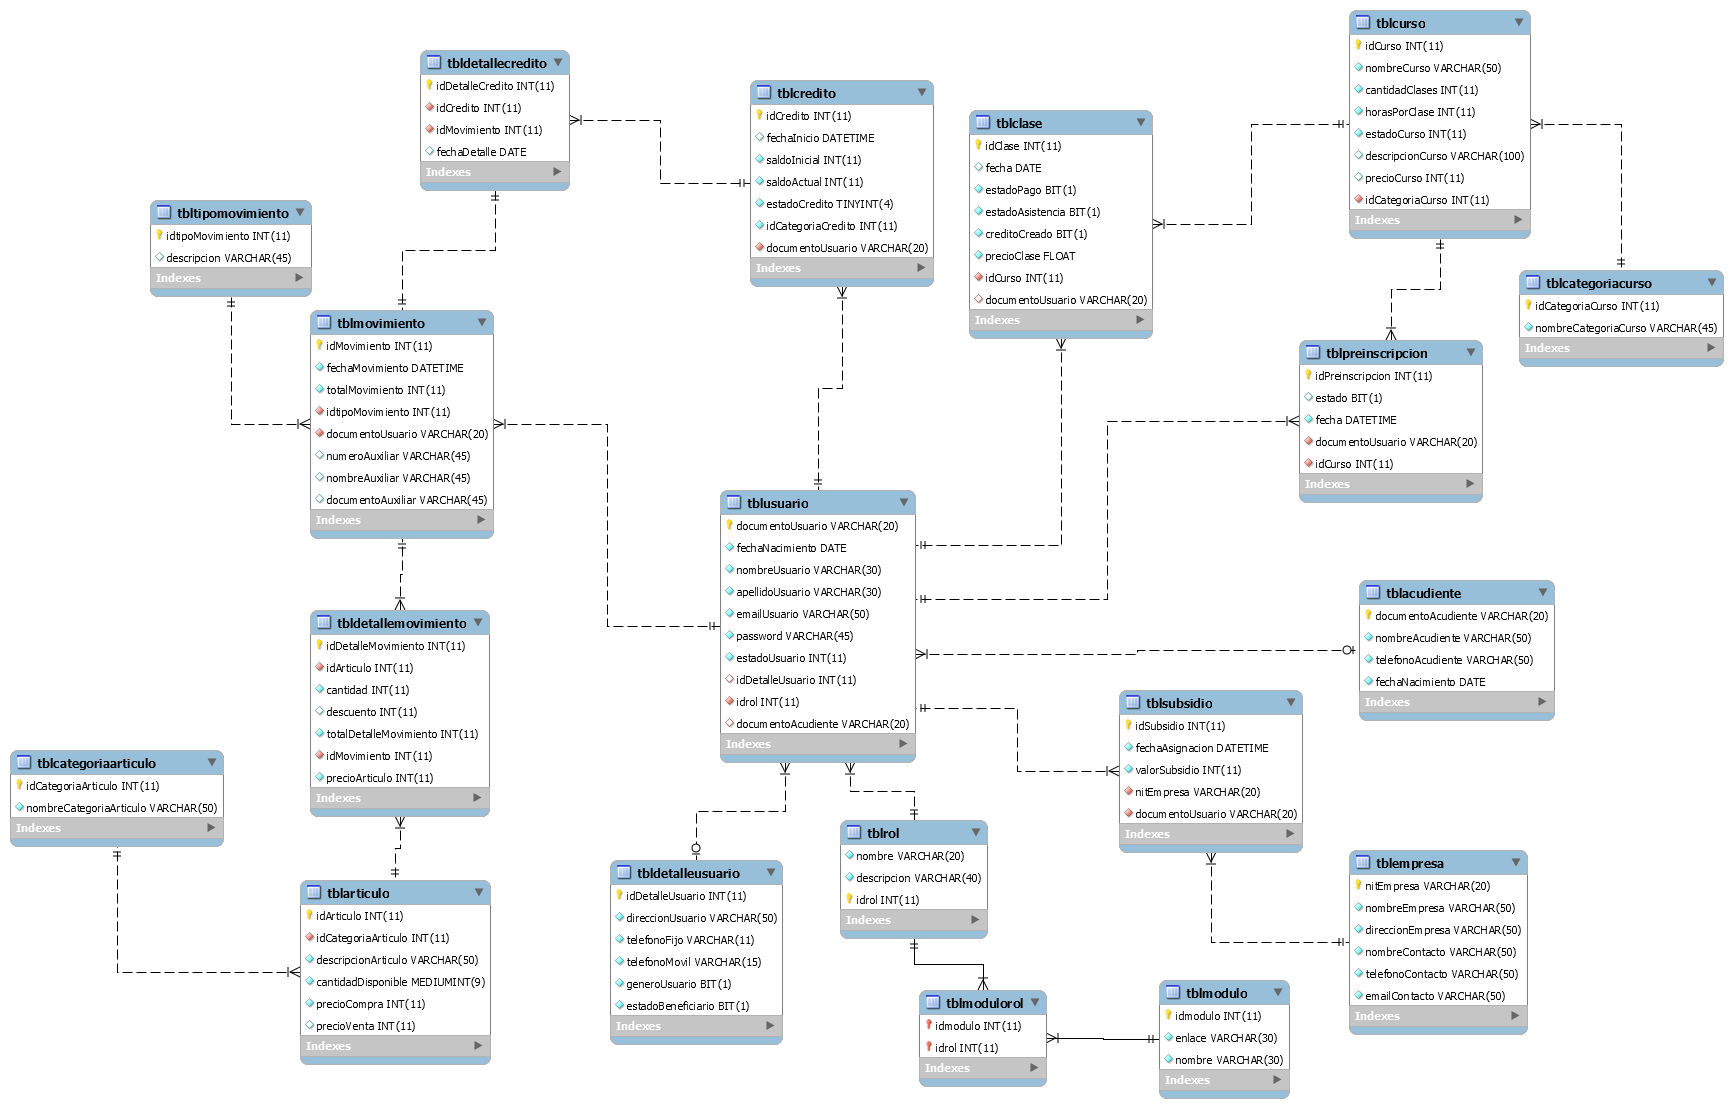 tbldetallecredito
idDetalleCredito INT(11)
idCredito INT(11)
idMovimiento INT(11)
fechaDetalle DATE
Indexes
tblcredito
idCredito INT(11)
fechaInicio DATETIME
saldoInicial INT(11)
saldoActual INT(11)
estadoCredito TINYINT(4)
idCategoriaCredito INT(11)
documentoUsuario VARCHAR(20)
Indexes
tblclase
idClase INT(11)
fecha DATE
estadoPago BIT(1)
estadoAsistencia BIT(1)
creditoCreado BIT(1)
precioClase FLOAT
idCurso INT(11)
documentoUsuario VARCHAR(20)
Indexes
tblcurso
idCurso INT(11)
nombreCurso VARCHAR(50)
cantidadClases INT(11)
horasPorClase INT(11)
estadoCurso INT(11)
descripcionCurso VARCHAR(100)
precioCurso INT(11)
idCategoriaCurso INT(11)
Indexes
tbltipomovimiento
idtipoMovimiento INT(11)
descripcion VARCHAR(45)
Indexes
tblcategoriacurso
idCategoriaCurso INT(11)
nombreCategoriaCurso VARCHAR(45)
Indexes
tblmovimiento
idMovimiento INT(11)
fechaMovimiento DATETIME
totalMovimiento INT(11)
idtipoMovimiento INT(11)
documentoUsuario VARCHAR(20)
numeroAuxiliar VARCHAR(45)
nombreAuxiliar VARCHAR(45)
documentoAuxiliar VARCHAR(45)
Indexes
tblpreinscripcion
idPreinscripcion INT(11)
estado BIT(1)
fecha DATETIME
documentoUsuario VARCHAR(20)
idCurso INT(11)
Indexes
tblusuario
documentoUsuario VARCHAR(20)
fechaNacimiento DATE
nombreUsuario VARCHAR(30)
apellidoUsuario VARCHAR(30)
emailUsuario VARCHAR(50)
password VARCHAR(45)
estadoUsuario INT(11)
idDetalleUsuario INT(11)
idrol INT(11)
documentoAcudiente VARCHAR(20)
Indexes
tblacudiente
documentoAcudiente VARCHAR(20)
nombreAcudiente VARCHAR(50)
telefonoAcudiente VARCHAR(50)
fechaNacimiento DATE
Indexes
tbldetallemovimiento
idDetalleMovimiento INT(11)
idArticulo INT(11)
cantidad INT(11)
descuento INT(11)
totalDetalleMovimiento INT(11)
idMovimiento INT(11)
precioArticulo INT(11)
Indexes
tblsubsidio
idSubsidio INT(11)
fechaAsignacion DATETIME
valorSubsidio INT(11)
nitEmpresa VARCHAR(20)
documentoUsuario VARCHAR(20)
Indexes
tblcategoriaarticulo
idCategoriaArticulo INT(11)
nombreCategoriaArticulo VARCHAR(50)
Indexes
tblarticulo
idArticulo INT(11)
idCategoriaArticulo INT(11)
descripcionArticulo VARCHAR(50)
cantidadDisponible MEDIUMINT(9)
precioCompra INT(11)
precioVenta INT(11)
Indexes
tbldetalleusuario
idDetalleUsuario INT(11)
direccionUsuario VARCHAR(50)
telefonoFijo VARCHAR(11)
telefonoMovil VARCHAR(15)
generoUsuario BIT(1)
estadoBeneficiario BIT(1)
Indexes
tblrol
nombre VARCHAR(20)
descripcion VARCHAR(40)
idrol INT(11)
Indexes
tblempresa
nitEmpresa VARCHAR(20)
nombreEmpresa VARCHAR(50)
direccionEmpresa VARCHAR(50)
nombreContacto VARCHAR(50)
telefonoContacto VARCHAR(50)
emailContacto VARCHAR(50)
Indexes
tblmodulorol
idmodulo INT(11)
idrol INT(11)
Indexes
tblmodulo
idmodulo INT(11)
enlace VARCHAR(30)
nombre VARCHAR(30)
Indexes